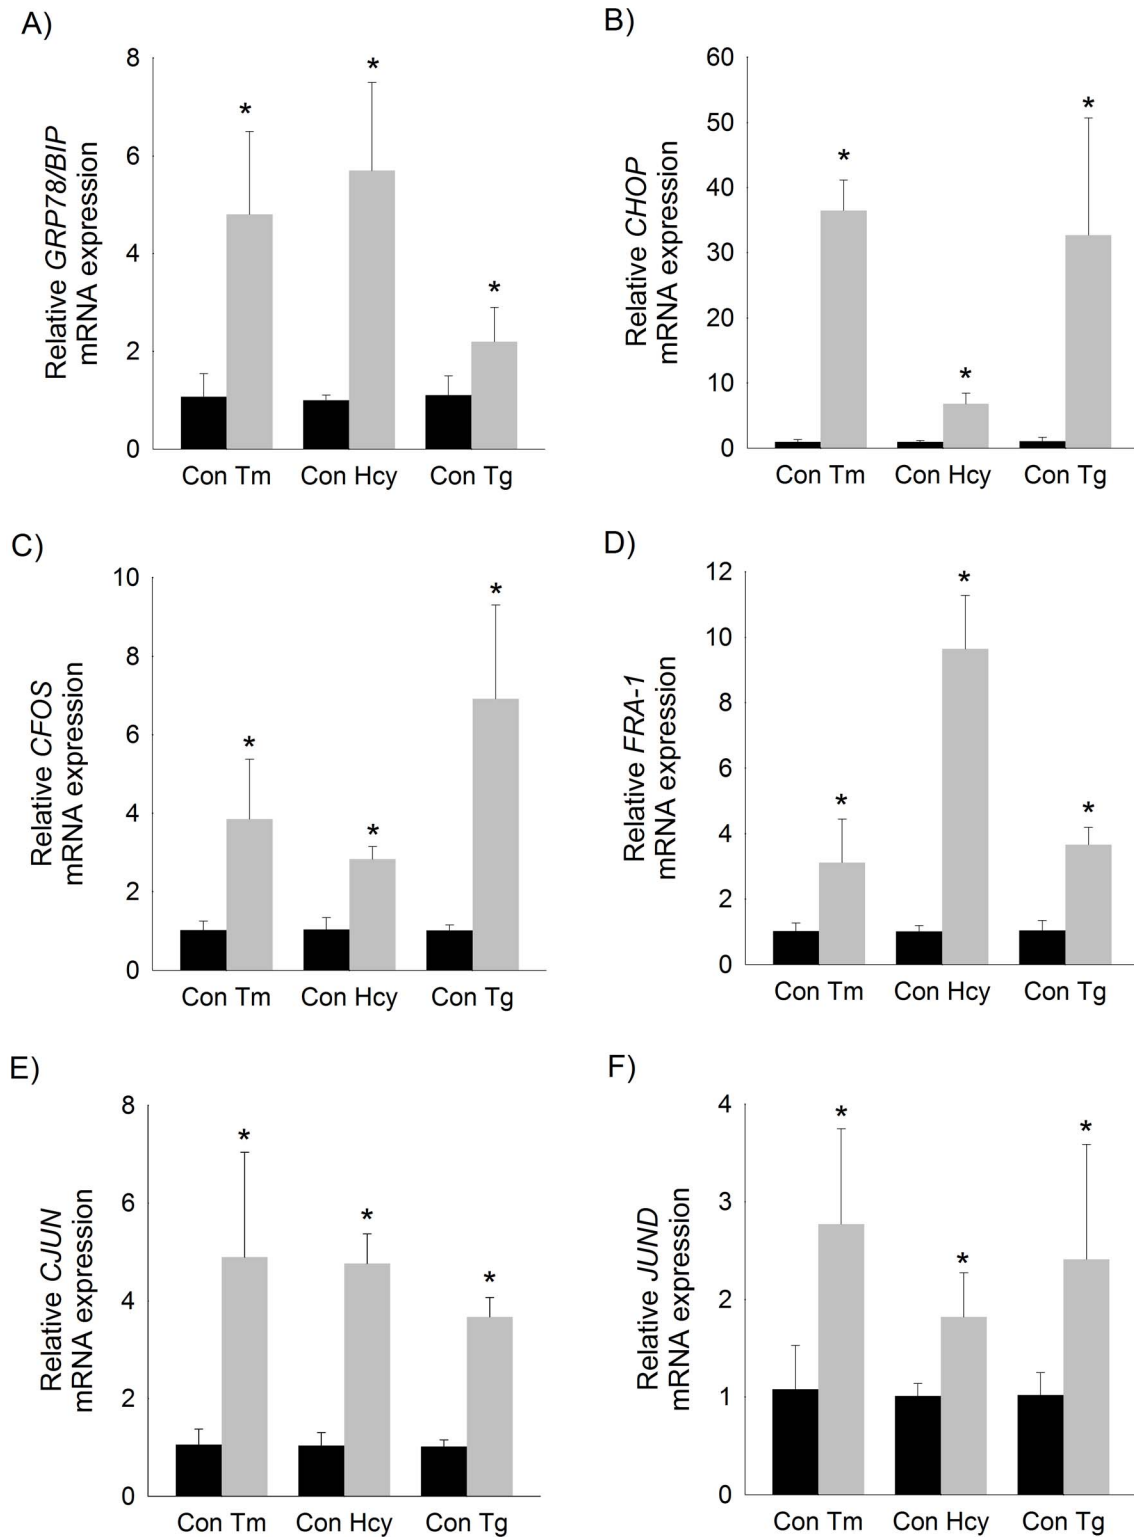 A)
Relative GRP78/BIP
mRNA expression
8
6
4
2
0
*
*
*
Con Tm
Con Hcy
Con Tg
B)
Relative CHOP
mRNA expression
60
50
40
30
20
10
0
*
*
*
Con Tm
Con Hcy
Con Tg
C)
Relative CFOS
mRNA expression
10
8
6
4
2
0
*
*
*
Con Tm
Con Hcy
Con Tg
D)
Relative FRA-1
mRNA expression
12
10
8
6
4
2
0
*
*
*
Con Tm
Con Hcy
Con Tg
E)
Relative CJUN
mRNA expression
8
6
4
2
0
*
*
*
Con Tm
Con Hcy
Con Tg
F)
Relative JUND
mRNA expression
4
3
2
1
0
*
*
*
Con Tm
Con Hcy
Con Tg